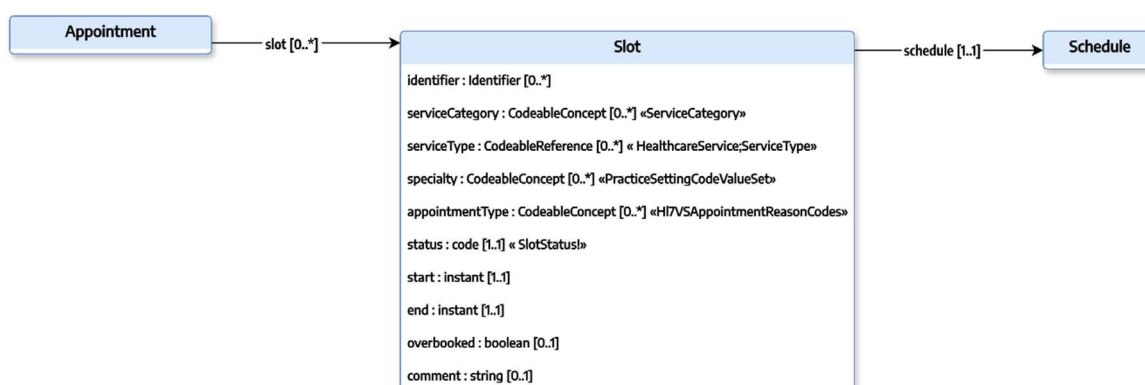 Appointment
slot [0..*]
Slot
schedule [1..1]
Schedule
identifier : Identifier [0..*]
serviceCategory : CodeableConcept [0..*] «ServiceCategory»
serviceType : CodeableReference [0..*] « HealthcareService;ServiceType»
specialty : CodeableConcept [0..*] «PracticeSettingCodeValueSet»
appointmentType : CodeableConcept [0..*] «Hl7VSAppointmentReasonCodes»
status : code [1..1] « SlotStatus!»
start : instant [1..1]
end : instant [1..1]
overbooked : boolean [0..1]
comment : string [0..1]